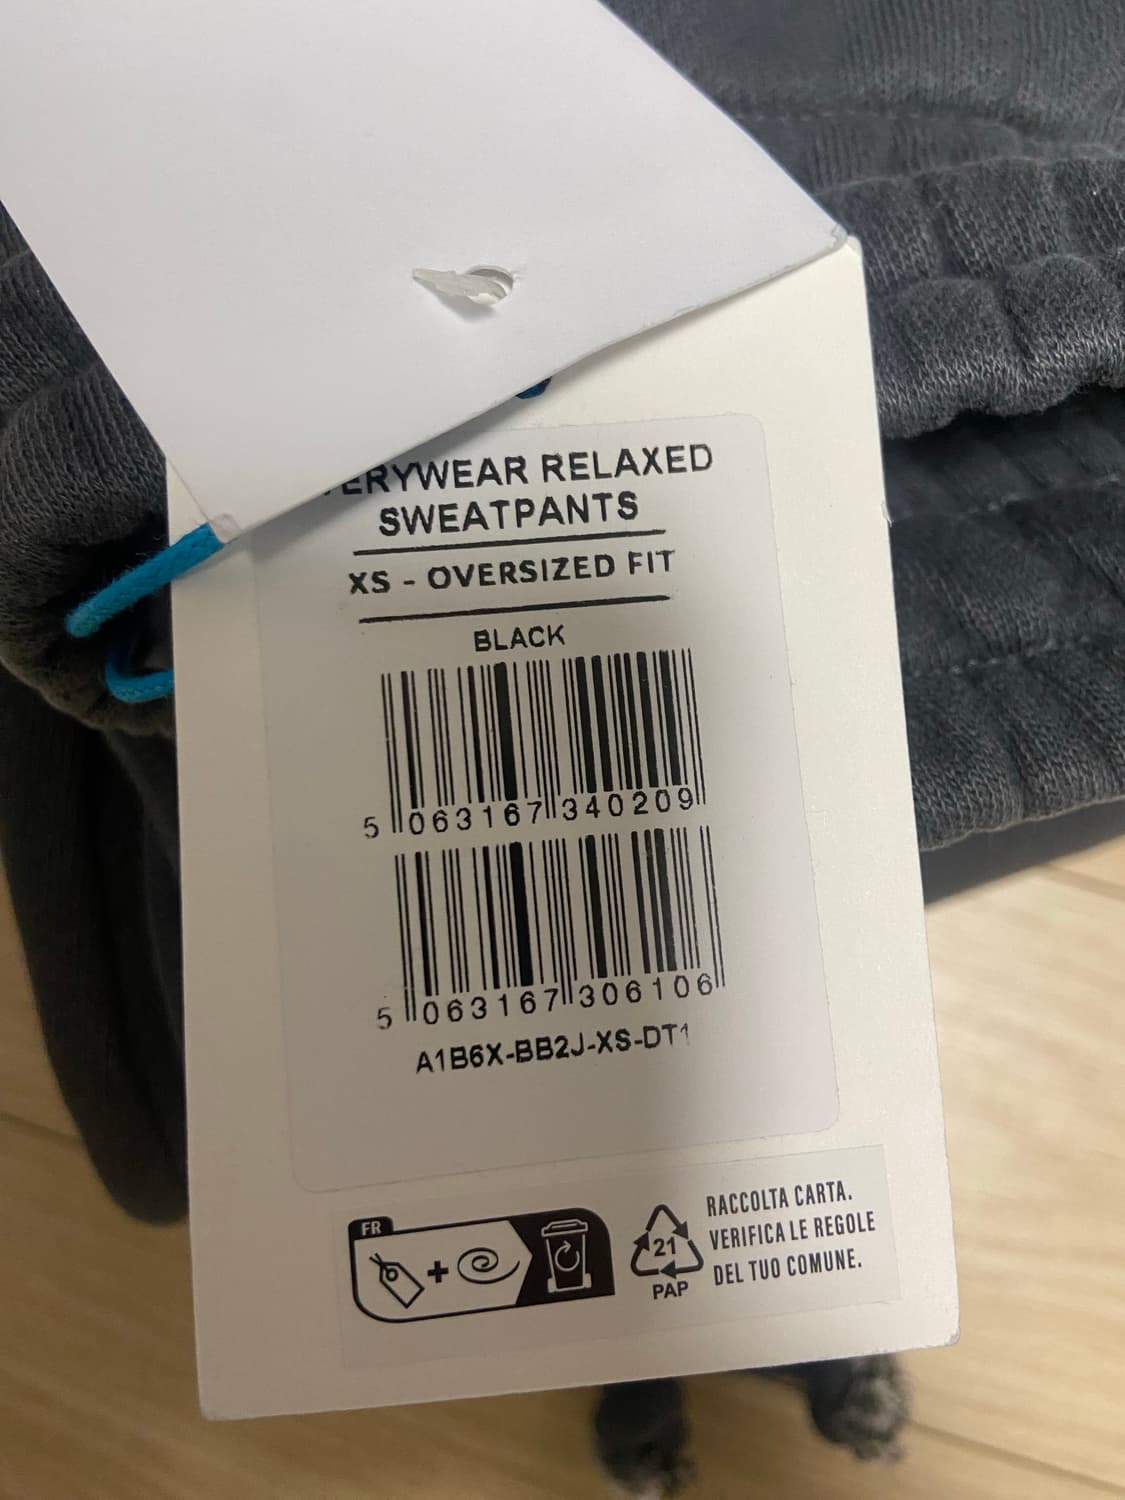 ERYWEAR RELAXED
SWEATPANTS
XS - OVERSIZED FIT
BLACK
5 063167 340209
5 063167 306106
A1B6X-BB2J-XS-DT1
FR
21
PAP
RACCOLTA CARTA.
VERIFICA LE REGOLE
DEL TUO COMUNE.